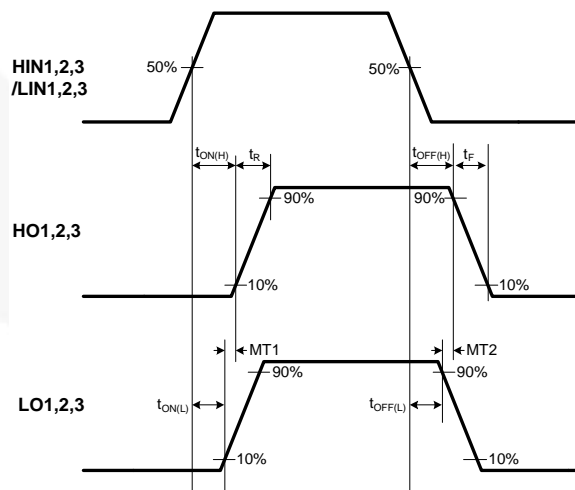 HIN1,2,3
/LIN1,2,3
50%
50%
tON(H)
tR
tOFF(H)
tF
HO1,2,3
90%
90%
10%
10%
MT1
MT2
LO1,2,3
90%
90%
tON(L)
tOFF(L)
10%
10%